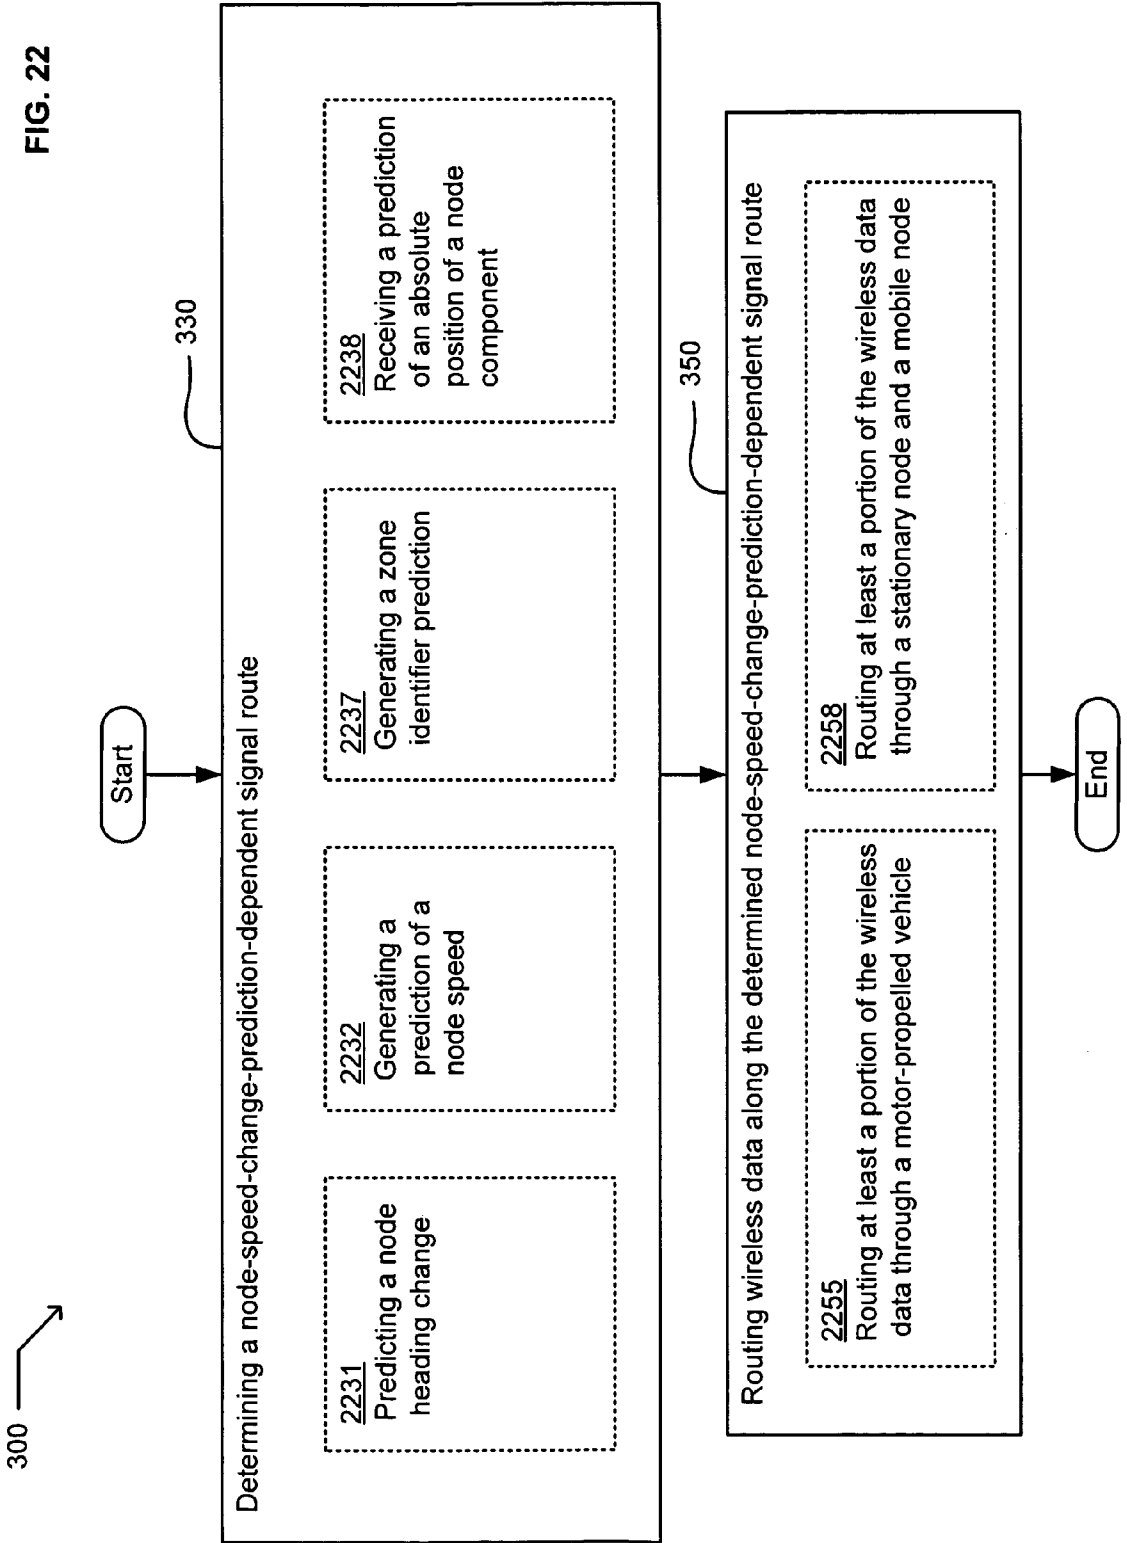 FIG. 22
300
Start
330
Determining a node-speed-change-prediction-dependent signal route
2231
Predicting a node
heading change
2232
Generating a
prediction of a
node speed
2237
Generating a zone
identifier prediction
2238
Receiving a prediction
of an absolute
position of a node
component
350
Routing wireless data along the determined node-speed-change-prediction-dependent signal route
2255
Routing at least a portion of the wireless
data through a motor-propelled vehicle
2258
Routing at least a portion of the wireless data
through a stationary node and a mobile node
End